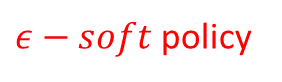 ϵ − soft policy